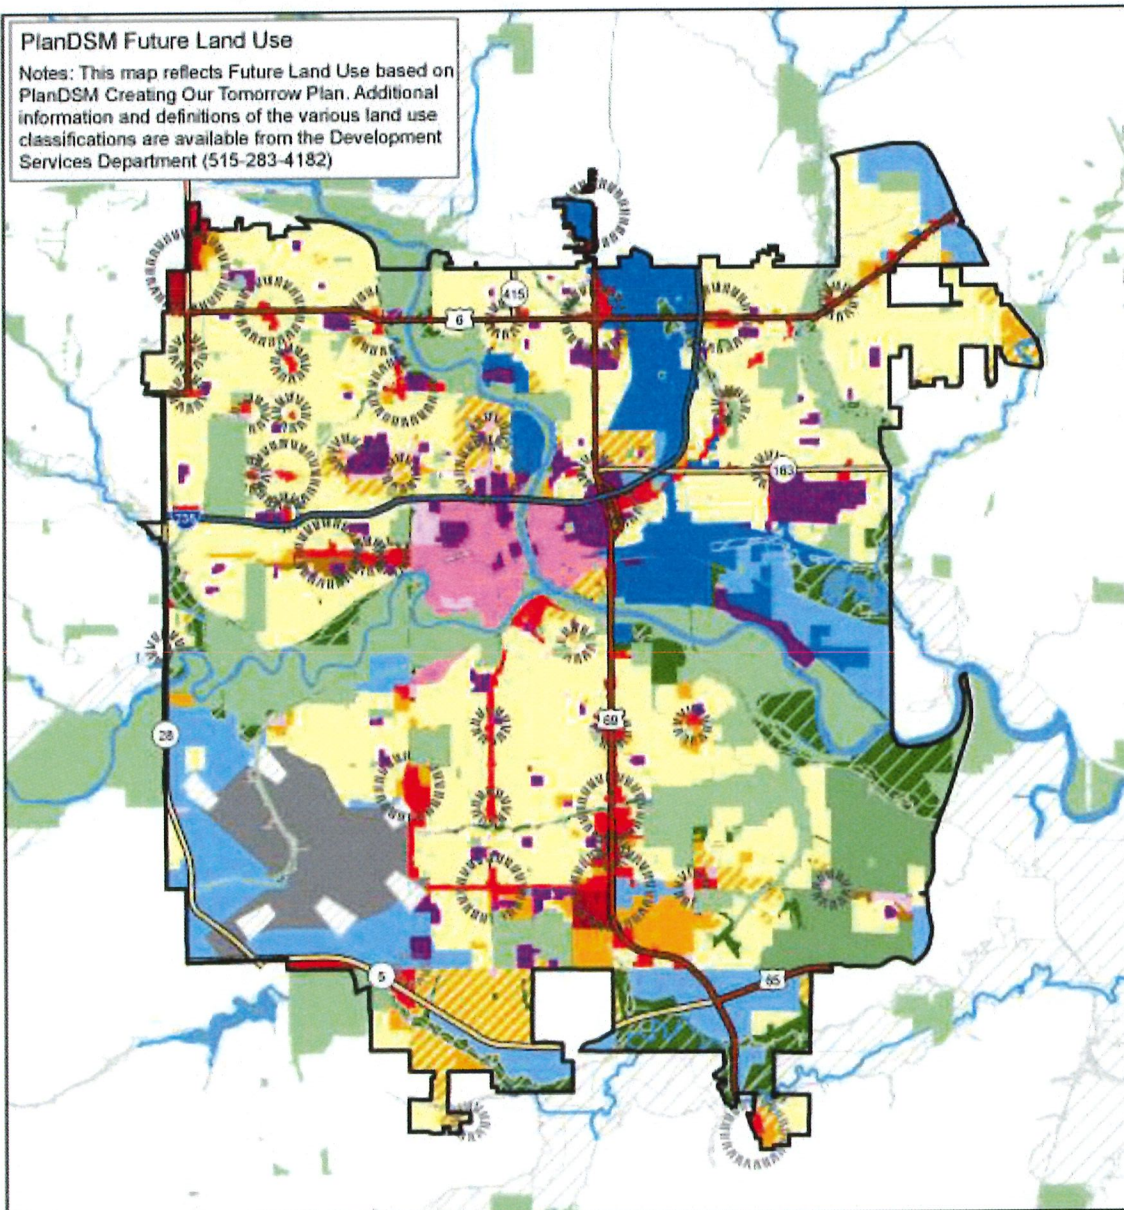 PlanDSM Future Land Use
Notes: This map reflects Future Land Use based on
PlanDSM Creating Our Tomorrow Plan. Additional
information and definitions of the various land use
classifications are available from the Development
Services Department (515-283-4182)
415
6
163
235
69
28
5
65